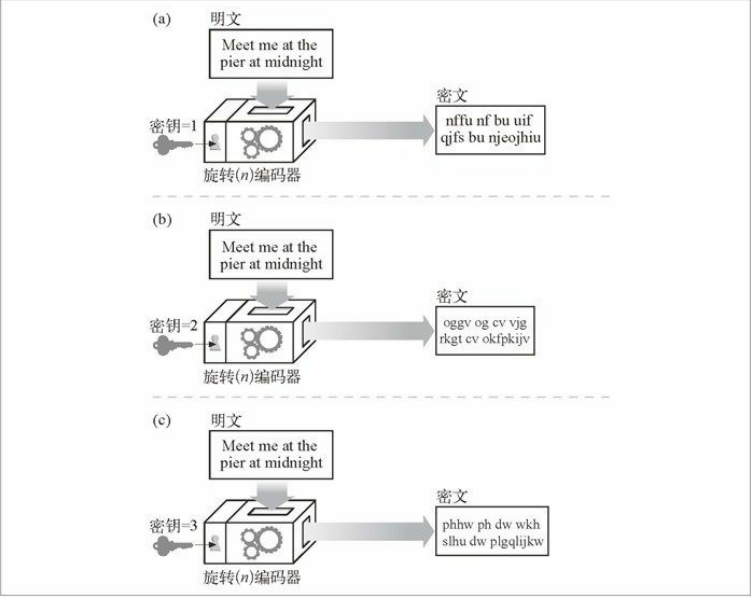 (a)
明文
Meet me at the
pier at midnight
密钥=1
旋转(n)编码器
密文
nffu nf bu uif
qjfs bu njeojhiu
(b)
明文
Meet me at the
pier at midnight
密钥=2
旋转(n)编码器
密文
oggv og cv vjg
rkgt cv okfpkijv
(c)
明文
Meet me at the
pier at midnight
密钥=3
旋转(n)编码器
密文
phhw ph dw wkh
slhu dw plgqlijkw